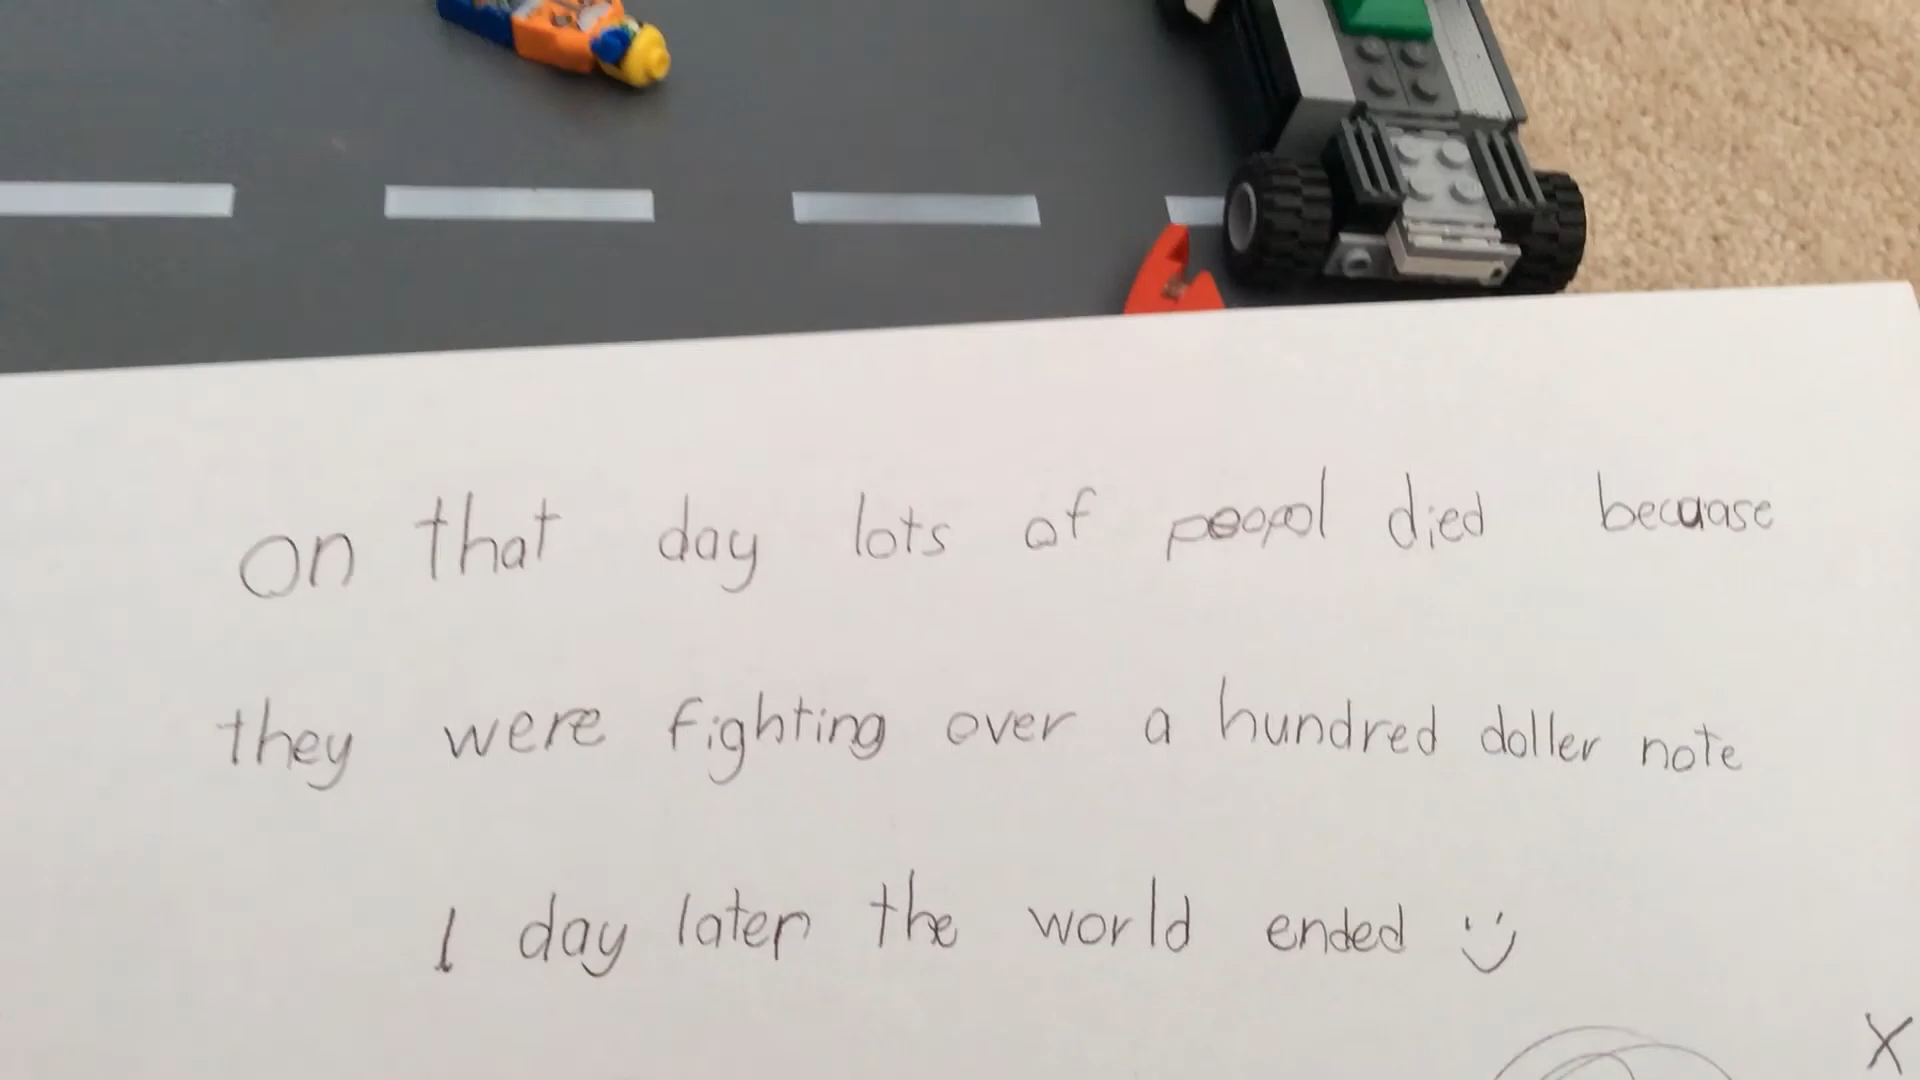 on that day lots of peopol died becuase
they were fighting over a hundred doller note
1 day later the world ended :)
X